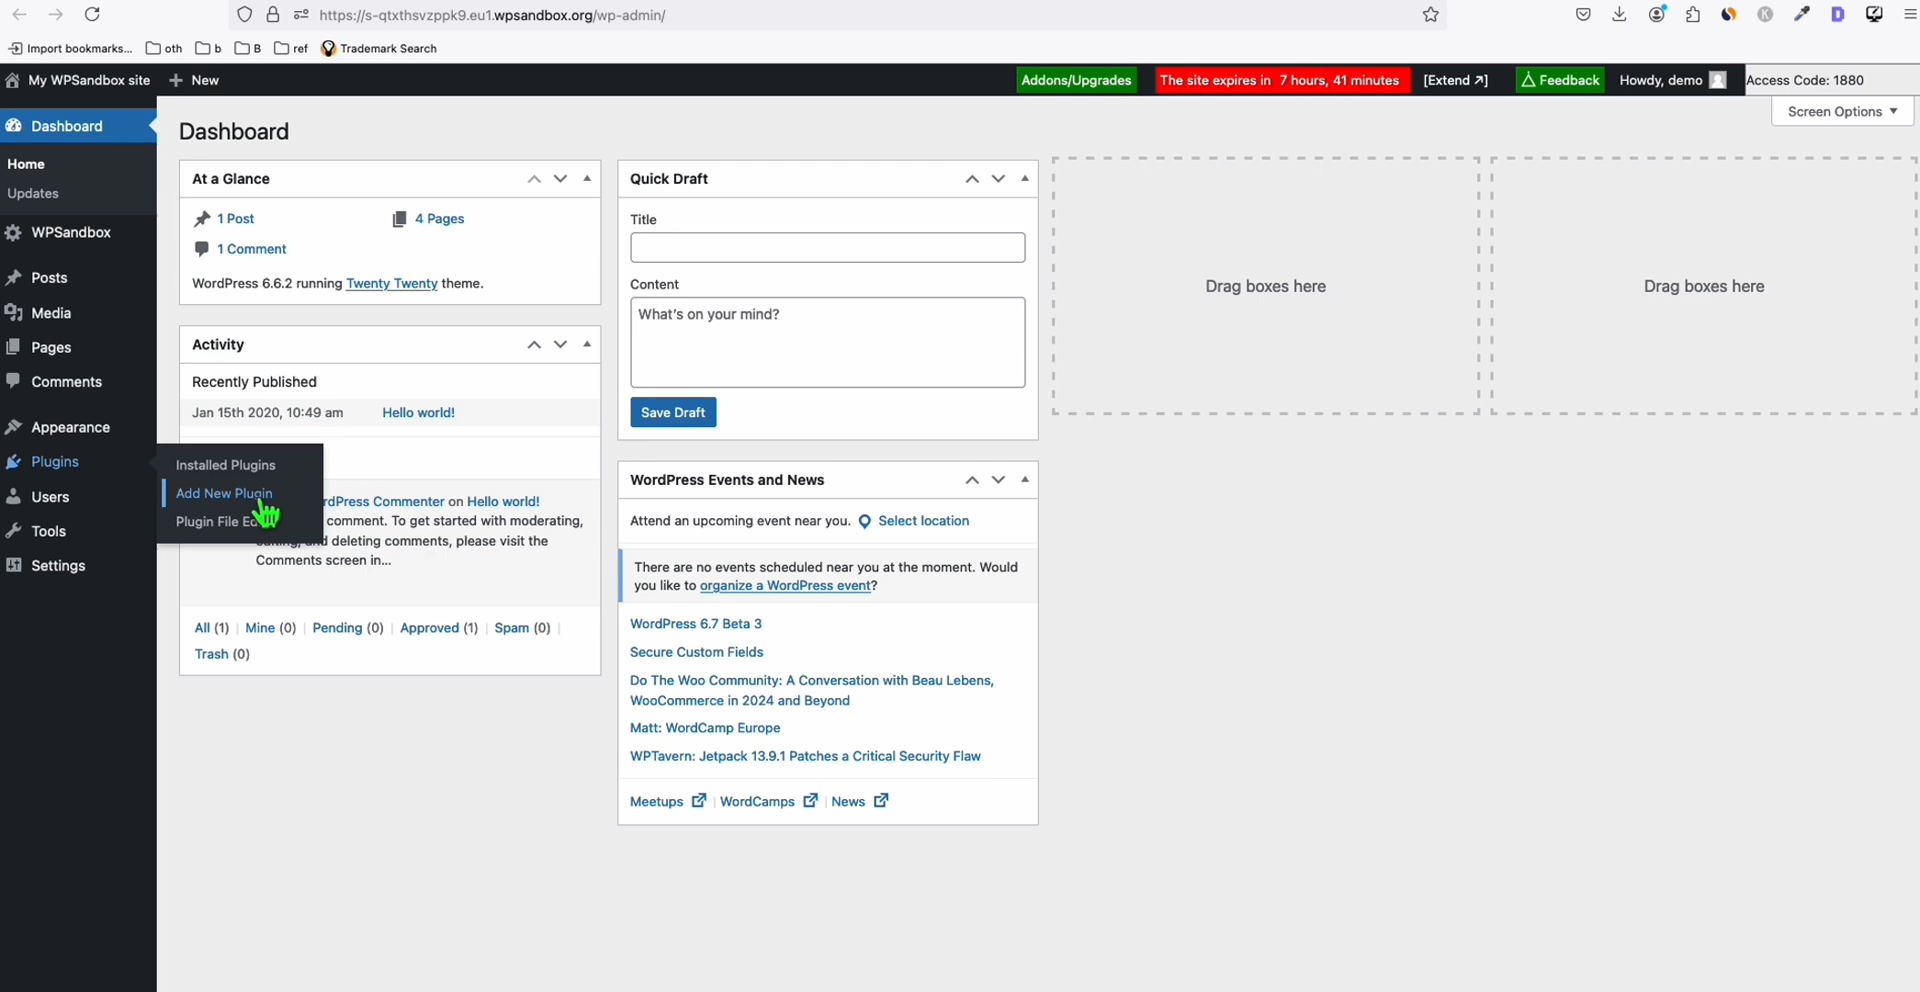 https://s-qtxthsvzppk9.eu1.wpsandbox.org/wp-admin/
Import bookmarks...
oth
b
B
ref
Trademark Search
My WPSandbox site
New
Addons/Upgrades
The site expires in 7 hours, 41 minutes
[Extend ↗]
Feedback
Howdy, demo
Access Code: 1880
Screen Options
Dashboard
Home
Updates
WPSandbox
Posts
Media
Pages
Comments
Appearance
Plugins
Users
Tools
Settings
Installed Plugins
Add New Plugin
Plugin File
Dashboard
At a Glance
1 Post
4 Pages
1 Comment
WordPress 6.6.2 running Twenty Twenty theme.
Activity
Recently Published
Jan 15th 2020, 10:49 am
Hello world!
Commenter on Hello world!
comment. To get started with moderating,
deleting comments, please visit the
Comments screen in...
All (1) | Mine (0) | Pending (0) | Approved (1) | Spam (0) |
Trash (0)
Quick Draft
Title
Content
What's on your mind?
Save Draft
WordPress Events and News
Attend an upcoming event near you. Select location
There are no events scheduled near you at the moment. Would
you like to organize a WordPress event?
WordPress 6.7 Beta 3
Secure Custom Fields
Do The Woo Community: A Conversation with Beau Lebens,
WooCommerce in 2024 and Beyond
Matt: WordCamp Europe
WPTavern: Jetpack 13.9.1 Patches a Critical Security Flaw
Meetups | WordCamps | News
Drag boxes here
Drag boxes here